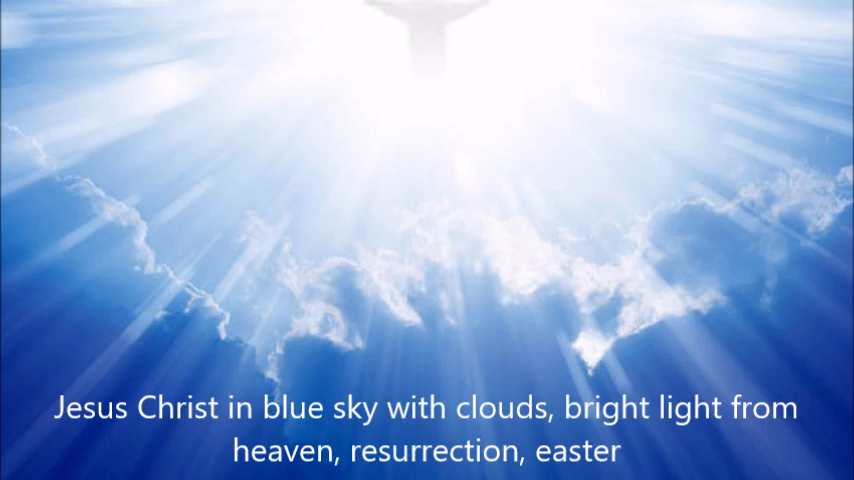 Jesus Christ in blue sky with clouds, bright light from
heaven, resurrection, easter